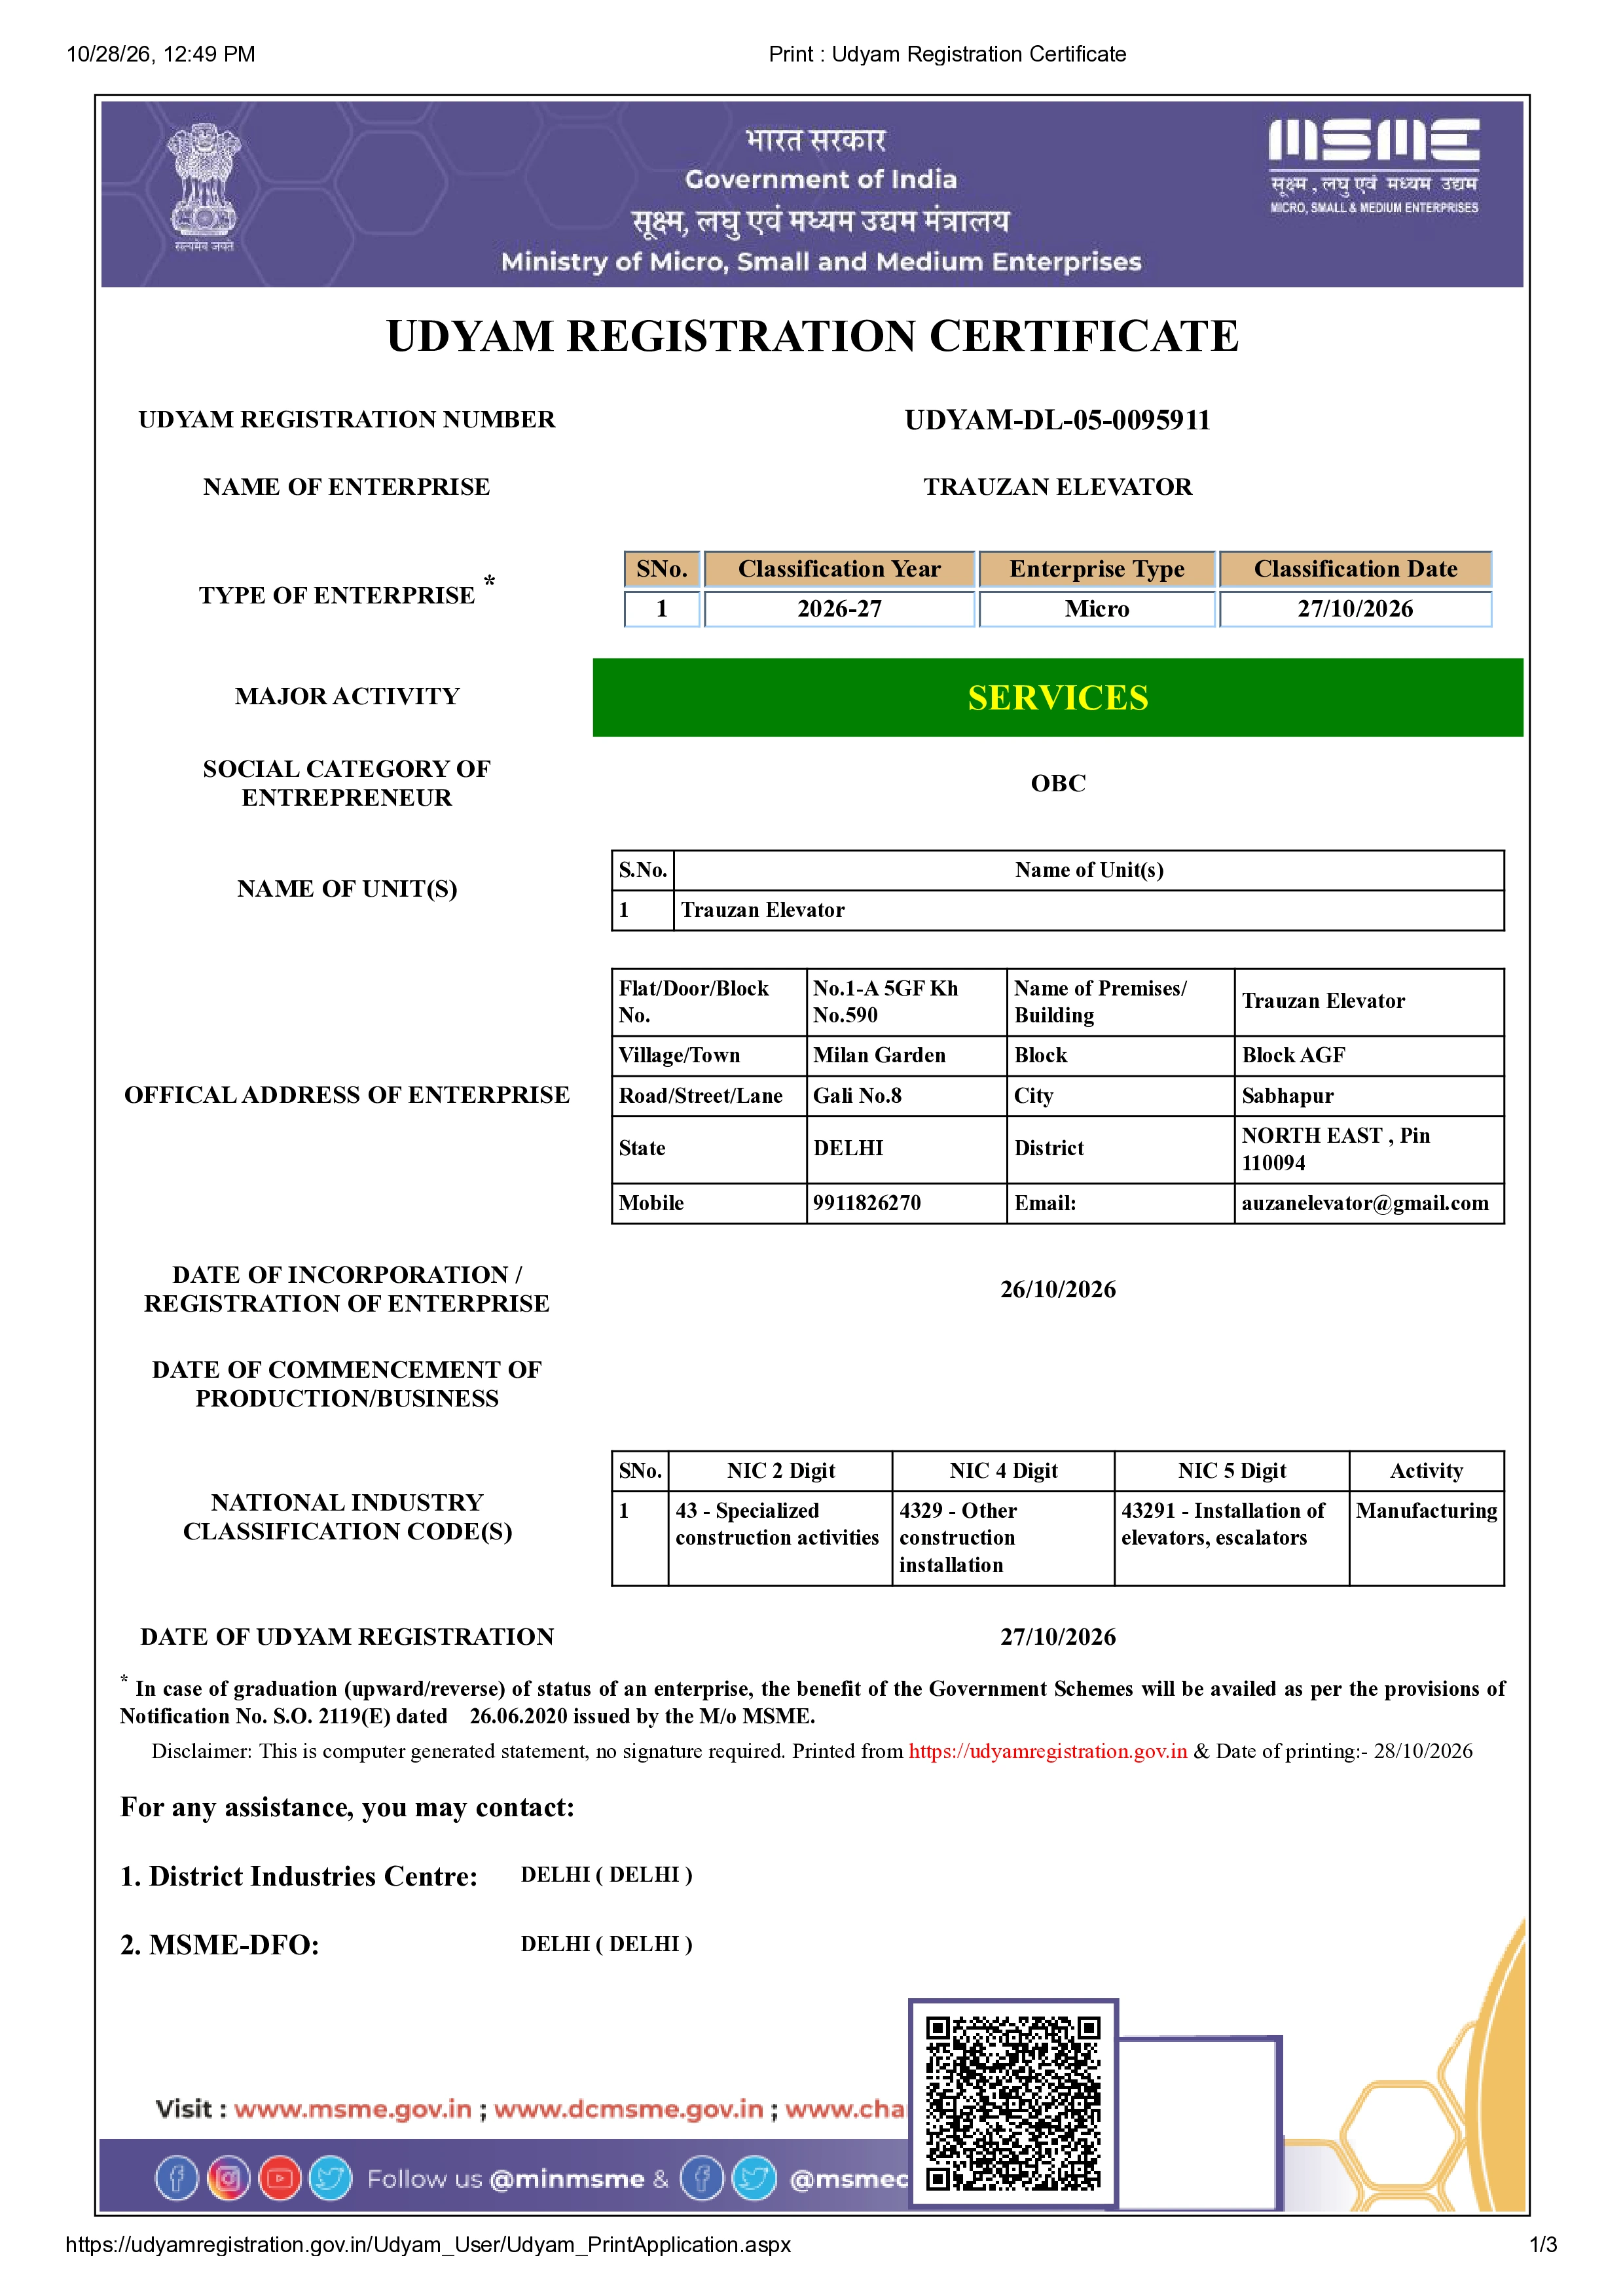 10/28/26, 12:49 PM Print : Udyam Registration Certificate
भारत सरकार
Government of India
सूक्ष्म, लघु एवं मध्यम उद्यम मंत्रालय
Ministry of Micro, Small and Medium Enterprises
सत्यमेव जयते
MSME
सूक्ष्म , लघु एवं मध्यम उद्यम
MICRO, SMALL & MEDIUM ENTERPRISES
UDYAM REGISTRATION CERTIFICATE
UDYAM REGISTRATION NUMBER UDYAM-DL-05-0095911
NAME OF ENTERPRISE TRAUZAN ELEVATOR
TYPE OF ENTERPRISE *
SNo. Classification Year Enterprise Type Classification Date
1 2026-27 Micro 27/10/2026
MAJOR ACTIVITY SERVICES
SOCIAL CATEGORY OF
ENTREPRENEUR
OBC
NAME OF UNIT(S)
S.No. Name of Unit(s)
1 Trauzan Elevator
OFFICAL ADDRESS OF ENTERPRISE
Flat/Door/Block
No.
No.1-A 5GF Kh
No.590
Name of Premises/
Building
Trauzan Elevator
Village/Town Milan Garden Block Block AGF
Road/Street/Lane Gali No.8 City Sabhapur
State DELHI District NORTH EAST , Pin
110094
Mobile 9911826270 Email: auzanelevator@gmail.com
DATE OF INCORPORATION /
REGISTRATION OF ENTERPRISE
26/10/2026
DATE OF COMMENCEMENT OF
PRODUCTION/BUSINESS
NATIONAL INDUSTRY
CLASSIFICATION CODE(S)
SNo. NIC 2 Digit NIC 4 Digit NIC 5 Digit Activity
1 43 - Specialized
construction activities
4329 - Other
construction
installation
43291 - Installation of
elevators, escalators
Manufacturing
DATE OF UDYAM REGISTRATION 27/10/2026
* In case of graduation (upward/reverse) of status of an enterprise, the benefit of the Government Schemes will be availed as per the provisions of
Notification No. S.O. 2119(E) dated 26.06.2020 issued by the M/o MSME.
Disclaimer: This is computer generated statement, no signature required. Printed from https://udyamregistration.gov.in & Date of printing:- 28/10/2026
For any assistance, you may contact:
1. District Industries Centre: DELHI ( DELHI )
2. MSME-DFO: DELHI ( DELHI )
Visit : www.msme.gov.in ; www.dcmsme.gov.in ; www.cha
Follow us @minmsme & @msmec
https://udyamregistration.gov.in/Udyam_User/Udyam_PrintApplication.aspx 1/3